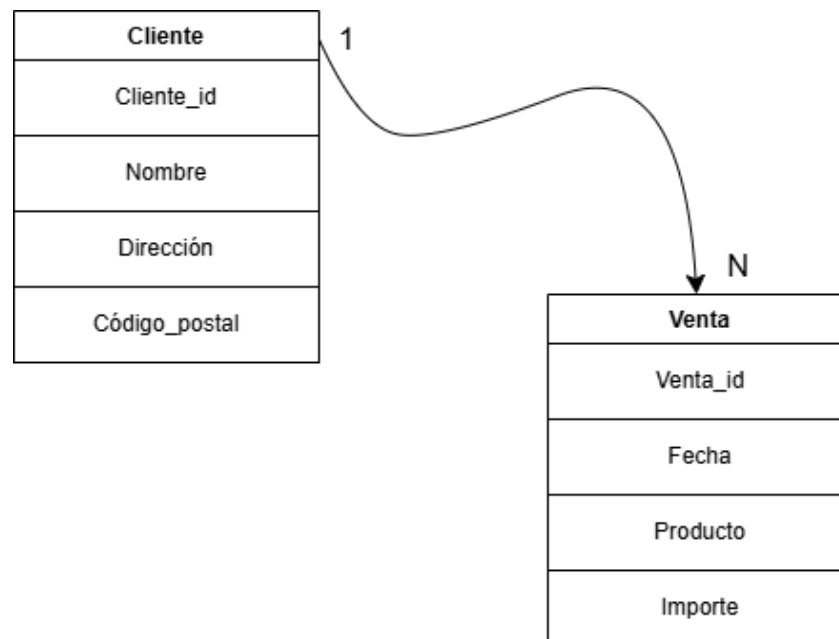 Cliente
1
Cliente_id
Nombre
Dirección
Código_postal
N
Venta
Venta_id
Fecha
Producto
Importe